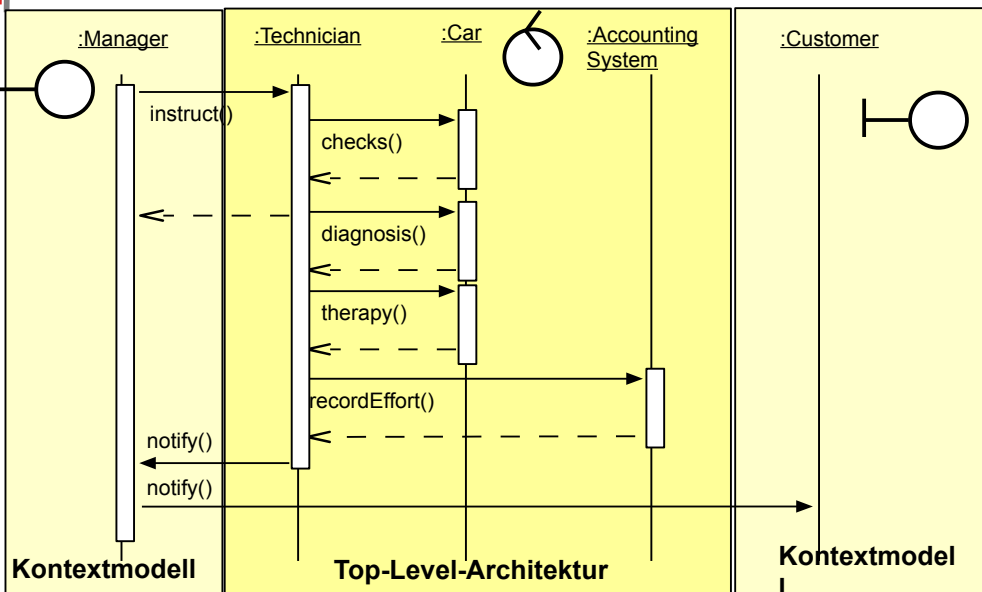 :Manager
:Technician
:Car
:Accounting
System
:Customer
instruct()
checks()
diagnosis()
therapy()
recordEffort()
notify()
notify()
Kontextmodell
Top-Level-Architektur
Kontextmodel
l